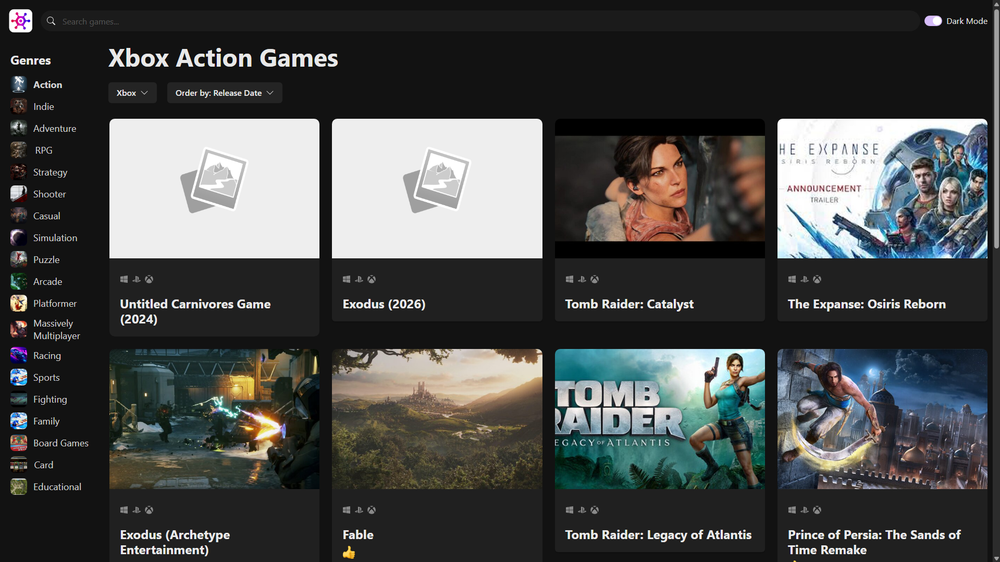 Search games...
Dark Mode
Genres
Action
Indie
Adventure
RPG
Strategy
Shooter
Casual
Simulation
Puzzle
Arcade
Platformer
Massively
Multiplayer
Racing
Sports
Fighting
Family
Board Games
Card
Educational
Xbox Action Games
Xbox
Order by: Release Date
HE EXPANSE
SIRIS REBORN
ANNOUNCEMENT
TRAILER
Untitled Carnivores Game
(2024)
Exodus (2026)
Tomb Raider: Catalyst
The Expanse: Osiris Reborn
TOMB
RAIDER
EGACY OF ATLANTIS
Exodus (Archetype
Entertainment)
Fable
Tomb Raider: Legacy of Atlantis
Prince of Persia: The Sands of
Time Remake